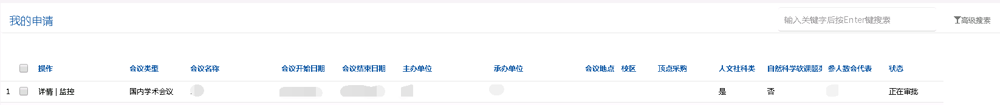 我的申请
输入关键字后按Enter键搜索 高级搜索
操作 会议类型 会议名称 会议开始日期 会议结束日期 主办单位 承办单位 会议地点 校区 顶点采购 人文社科类 自然科学软课题类 参人数会代表 状态
1 详情 | 监控 国内学术会议 是 否 正在审批